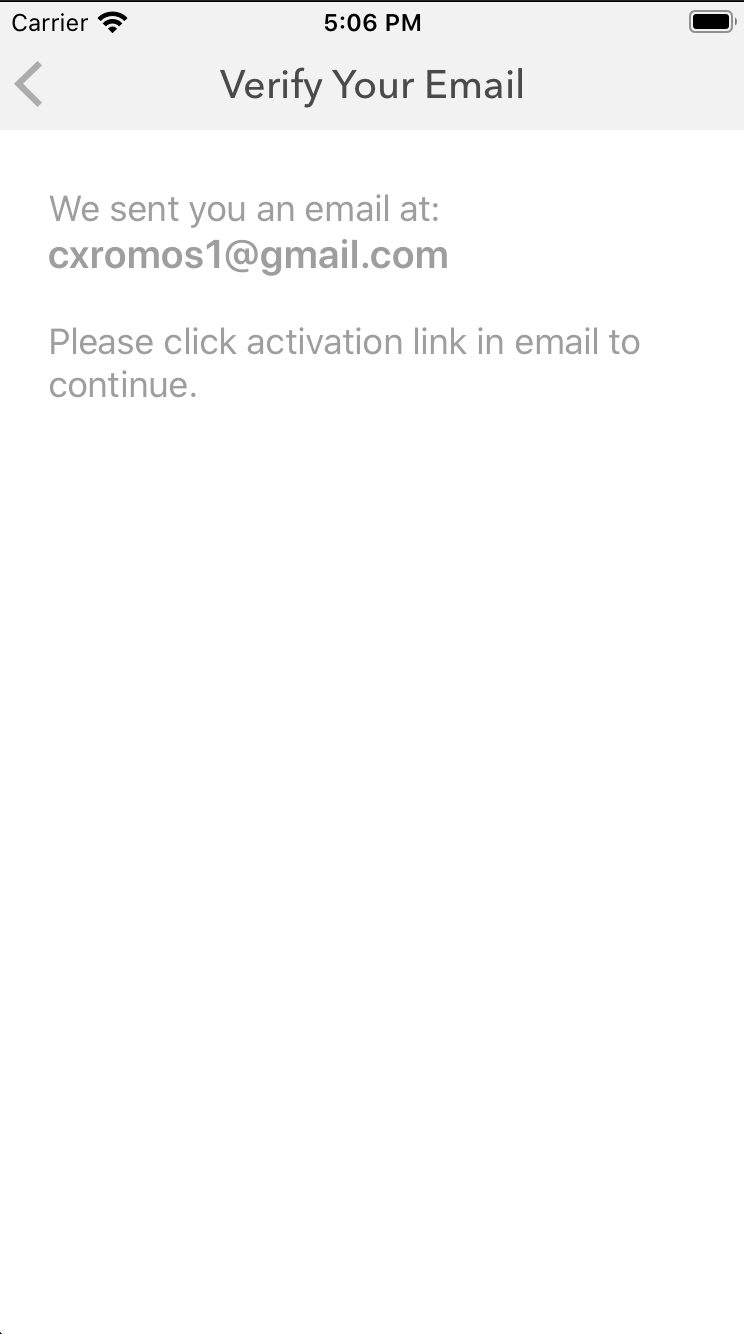 Carrier 5:06 PM
Verify Your Email
We sent you an email at:
cxromos1@gmail.com
Please click activation link in email to
continue.